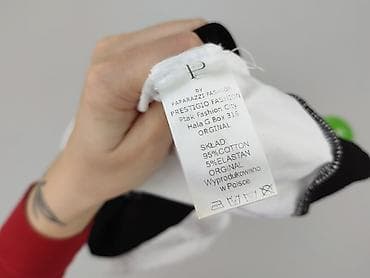 P
BY
PAPARAZZI FASHION
PRESTIGIO FASHION
Ptak Fashion City
Hala G Box 316
ORGINAL
SKŁAD:
95%COTTON
5%ELASTAN
ORGINAL
Wyprodukowano
w Polsce